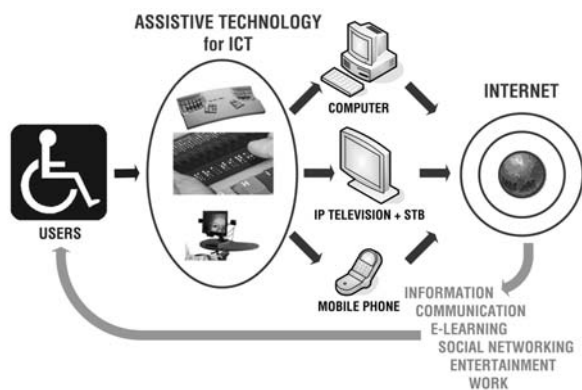 ASSISTIVE TECHNOLOGY
for ICT
COMPUTER
INTERNET
USERS
IP TELEVISION + STB
MOBILE PHONE
INFORMATION
COMMUNICATION
E-LEARNING
SOCIAL NETWORKING
ENTERTAINMENT
WORK